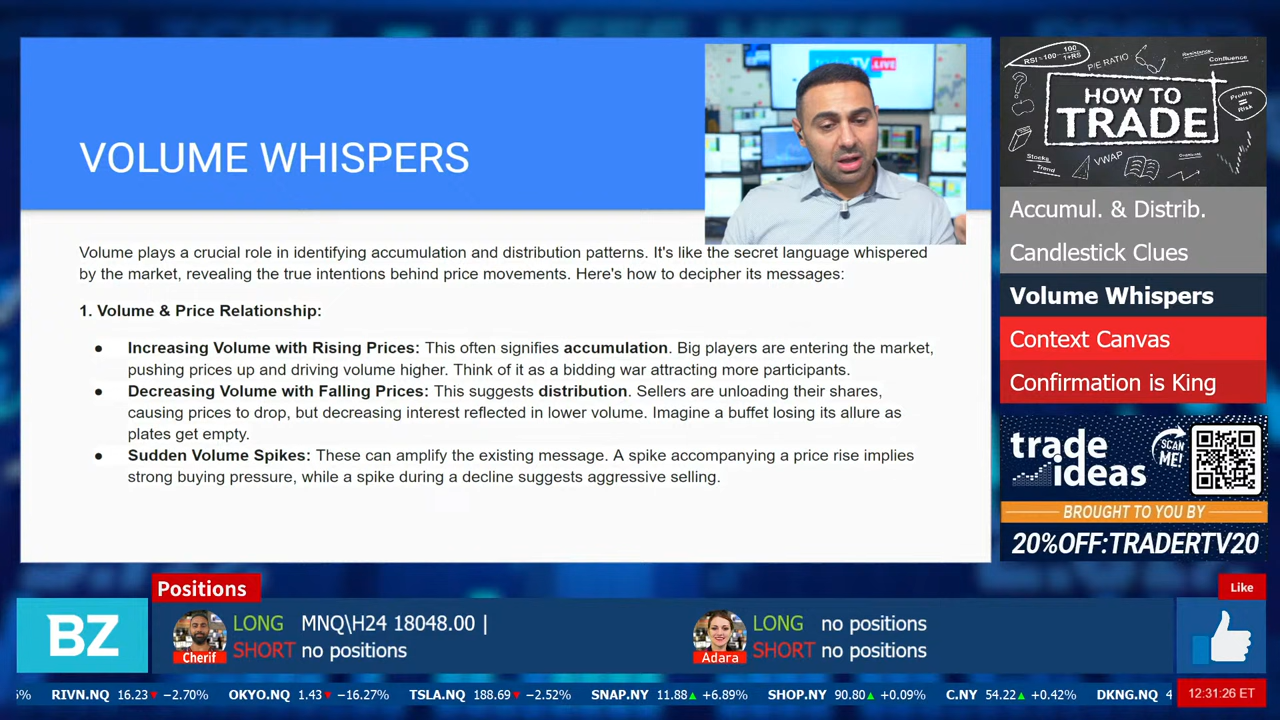 VOLUME WHISPERS
.LIVE
Volume plays a crucial role in identifying accumulation and distribution patterns. It's like the secret language whispered
by the market, revealing the true intentions behind price movements. Here's how to decipher its messages:
1. Volume & Price Relationship:
● Increasing Volume with Rising Prices: This often signifies accumulation. Big players are entering the market,
pushing prices up and driving volume higher. Think of it as a bidding war attracting more participants.
● Decreasing Volume with Falling Prices: This suggests distribution. Sellers are unloading their shares,
causing prices to drop, but decreasing interest reflected in lower volume. Imagine a buffet losing its allure as
plates get empty.
● Sudden Volume Spikes: These can amplify the existing message. A spike accompanying a price rise implies
strong buying pressure, while a spike during a decline suggests aggressive selling.
P/E RATIO
Resistance
Confluence
HOW TO
TRADE
Profits
=
Risk
Stocks
Trend
VWAP
Accumul. & Distrib.
Candlestick Clues
Volume Whispers
Context Canvas
Confirmation is King
trade
ideas
SCAN
ME!
BROUGHT TO YOU BY
20%OFF:TRADERTV20
Positions
Like
BZ
Cherif
LONG MNQ\H24 18048.00 |
SHORT no positions
Adara
LONG no positions
SHORT no positions
RIVN.NQ 16.23▼ −2.70% OKYO.NQ 1.43▼ −16.27% TSLA.NQ 188.69▼ −2.52% SNAP.NY 11.88▲ +6.89% SHOP.NY 90.80▲ +0.09% C.NY 54.22▲ +0.42% DKNG.NQ 4
12:31:26 ET